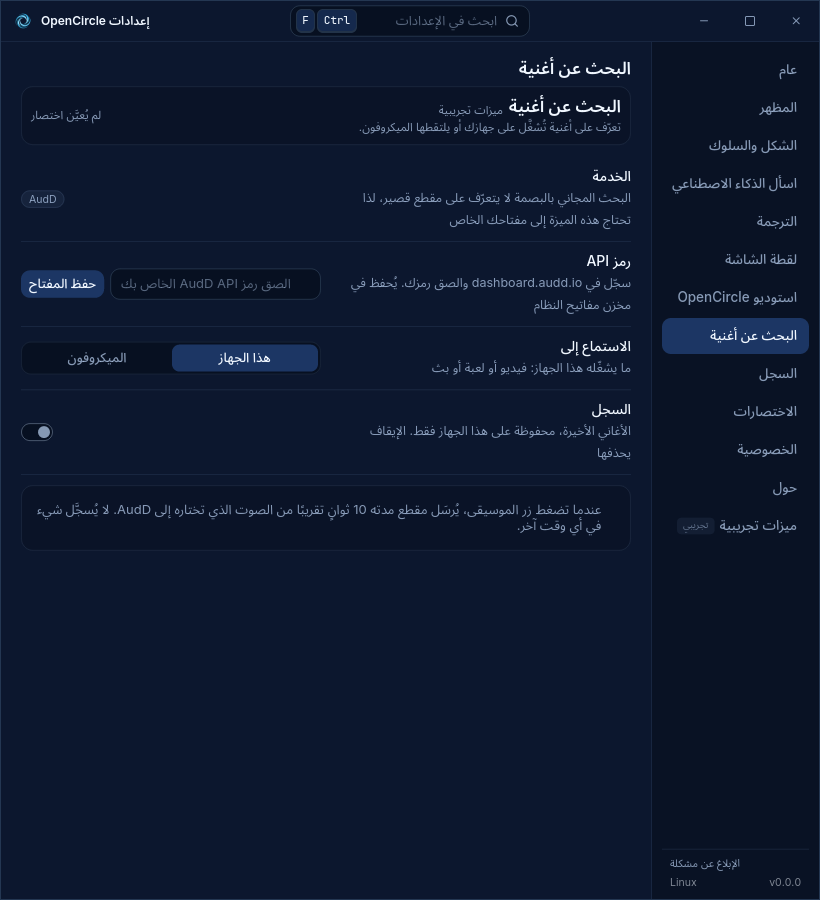 إعدادات OpenCircle
ابحث في الإعدادات
Ctrl F
عام
المظهر
الشكل والسلوك
اسأل الذكاء الاصطناعي
الترجمة
لقطة الشاشة
استوديو OpenCircle
البحث عن أغنية
السجل
الاختصارات
الخصوصية
حول
ميزات تجريبية تجريبي
الإبلاغ عن مشكلة
Linux v0.0.0
البحث عن أغنية
البحث عن أغنية ميزات تجريبية
لم يُعيَّن اختصار
تعرّف على أغنية تُشغَّل على جهازك أو يلتقطها الميكروفون.
الخدمة
البحث المجاني بالبصمة لا يتعرّف على مقطع قصير، لذا
تحتاج هذه الميزة إلى مفتاحك الخاص
AudD
رمز API
سجّل في dashboard.audd.io والصق رمزك. يُحفظ في
مخزن مفاتيح النظام
الصق رمز AudD API الخاص بك
حفظ المفتاح
الاستماع إلى
ما يشغّله هذا الجهاز: فيديو أو لعبة أو بث
هذا الجهاز
الميكروفون
السجل
الأغاني الأخيرة، محفوظة على هذا الجهاز فقط. الإيقاف
يحذفها
عندما تضغط زر الموسيقى، يُرسَل مقطع مدته 10 ثوانٍ تقريبًا من الصوت الذي تختاره إلى AudD. لا يُسجَّل شيء
في أي وقت آخر.